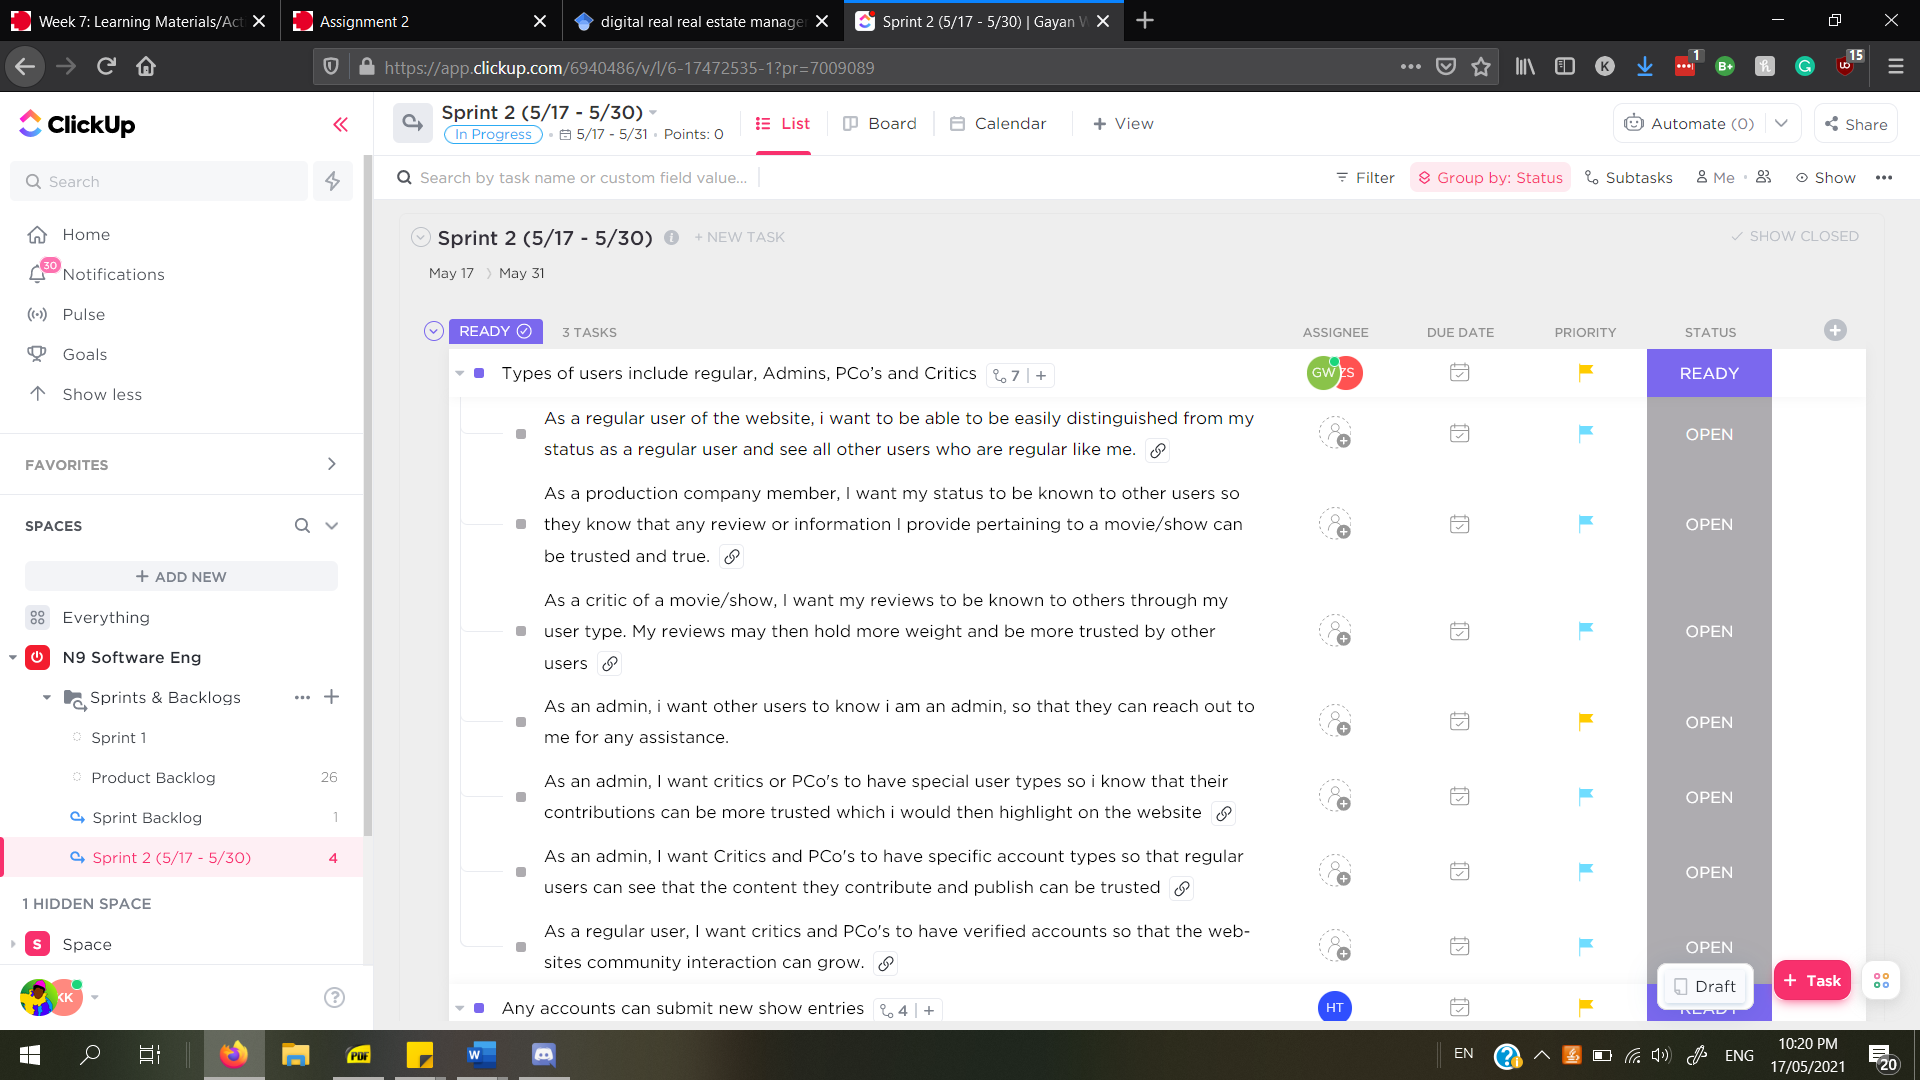 Week 7: Learning Materials/Act
Assignment 2
digital real real estate manage
Sprint 2 (5/17 - 5/30) | Gayan W
https://app.clickup.com/6940486/v/l/6-17472535-1?pr=7009089
1
15
ClickUp
Search
Home
30
Notifications
Pulse
Goals
Show less
FAVORITES
SPACES
+ ADD NEW
Everything
N9 Software Eng
Sprints & Backlogs
Sprint 1
Product Backlog 26
Sprint Backlog 1
Sprint 2 (5/17 - 5/30) 4
1 HIDDEN SPACE
S Space
KK
Sprint 2 (5/17 - 5/30)
In Progress 5/17 - 5/31 Points: 0
List
Board
Calendar
+ View
Automate (0)
Share
Search by task name or custom field value...
Filter
Group by: Status
Subtasks
Me
Show
Sprint 2 (5/17 - 5/30) + NEW TASK
SHOW CLOSED
May 17 May 31
READY 3 TASKS ASSIGNEE DUE DATE PRIORITY STATUS
Types of users include regular, Admins, PCo’s and Critics 7 + GW ZS READY
As a regular user of the website, i want to be able to be easily distinguished from my
status as a regular user and see all other users who are regular like me.
OPEN
As a production company member, I want my status to be known to other users so
they know that any review or information I provide pertaining to a movie/show can
be trusted and true.
OPEN
As a critic of a movie/show, I want my reviews to be known to others through my
user type. My reviews may then hold more weight and be more trusted by other
users
OPEN
As an admin, i want other users to know i am an admin, so that they can reach out to
me for any assistance.
OPEN
As an admin, I want critics or PCo's to have special user types so i know that their
contributions can be more trusted which i would then highlight on the website
OPEN
As an admin, I want Critics and PCo's to have specific account types so that regular
users can see that the content they contribute and publish can be trusted
OPEN
As a regular user, I want critics and PCo's to have verified accounts so that the web-
sites community interaction can grow.
OPEN
Any accounts can submit new show entries 4 + HT READY
Draft
+ Task
EN
ENG
10:20 PM
17/05/2021
20